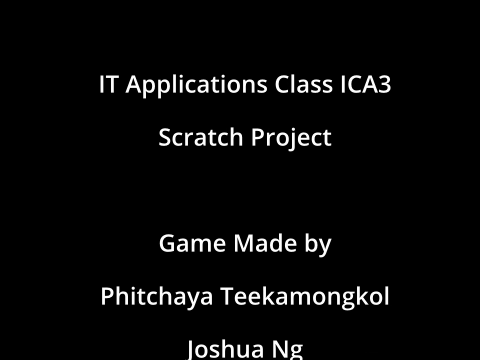 IT Applications Class ICA3
Scratch Project
Game Made by
Phitchaya Teekamongkol
Joshua Ng